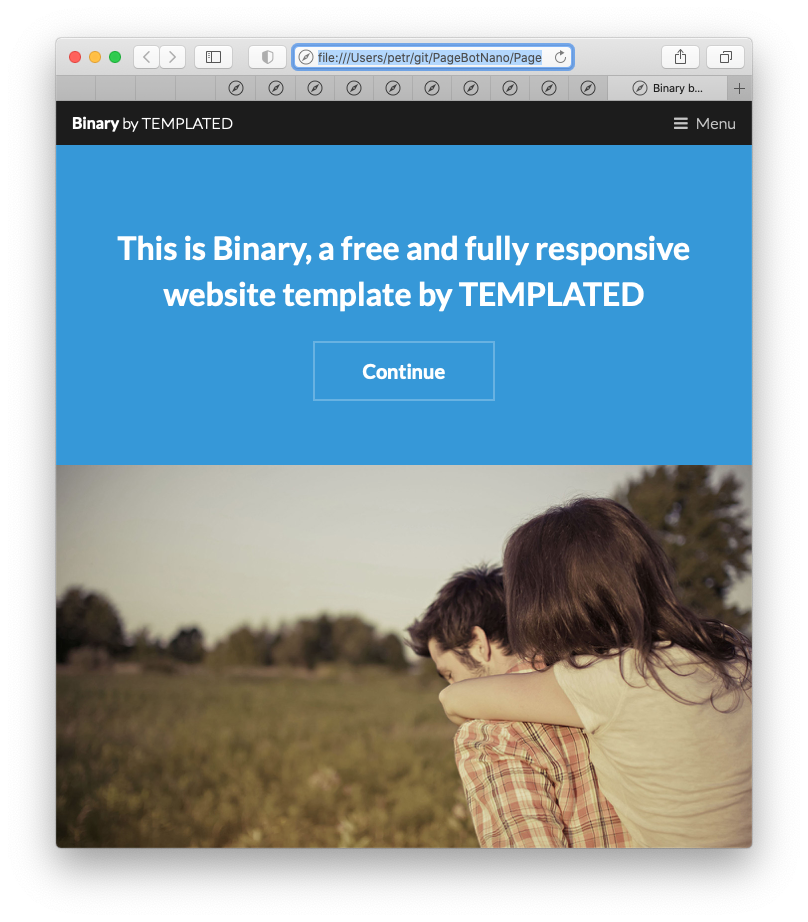 file:///Users/petr/git/PageBotNano/Page
Binary b...
Binary by TEMPLATED
Menu
This is Binary, a free and fully responsive
website template by TEMPLATED
Continue